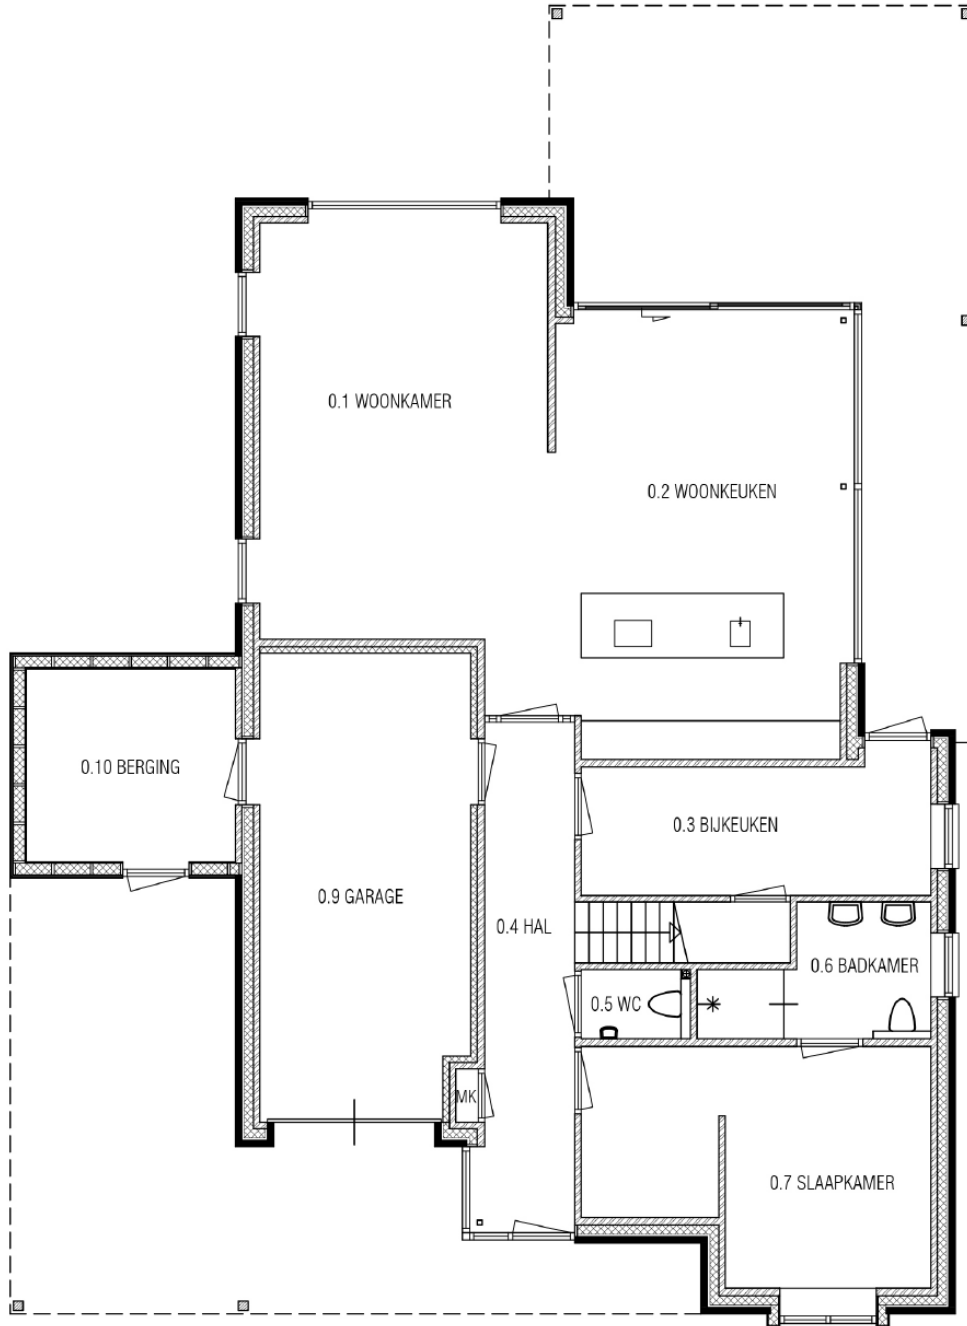 0.1 WOONKAMER
0.2 WOONKEUKEN
0.10 BERGING
0.3 BIJKEUKEN
0.9 GARAGE
0.4 HAL
0.6 BADKAMER
0.5 WC
MK
0.7 SLAAPKAMER